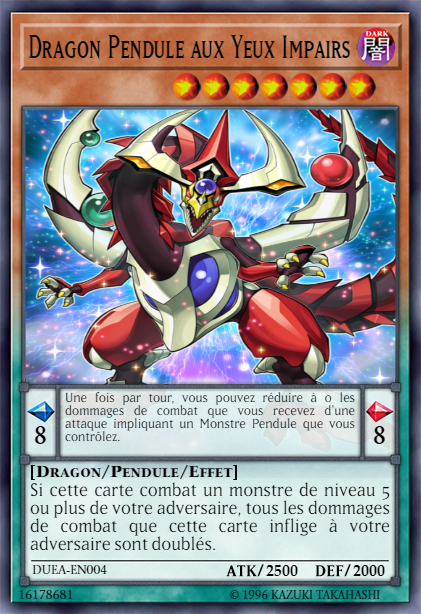 DRAGON PENDULE AUX YEUX IMPAIRS
DARK
闇
Une fois par tour, vous pouvez réduire à 0 les
dommages de combat que vous recevez d'une
attaque impliquant un Monstre Pendule que vous
contrôlez.
8
8
[DRAGON/PENDULE/EFFET]
Si cette carte combat un monstre de niveau 5
ou plus de votre adversaire, tous les dommages
de combat que cette carte inflige à votre
adversaire sont doublés.
DUEA-EN004
ATK/2500 DEF/2000
16178681
© 1996 KAZUKI TAKAHASHI